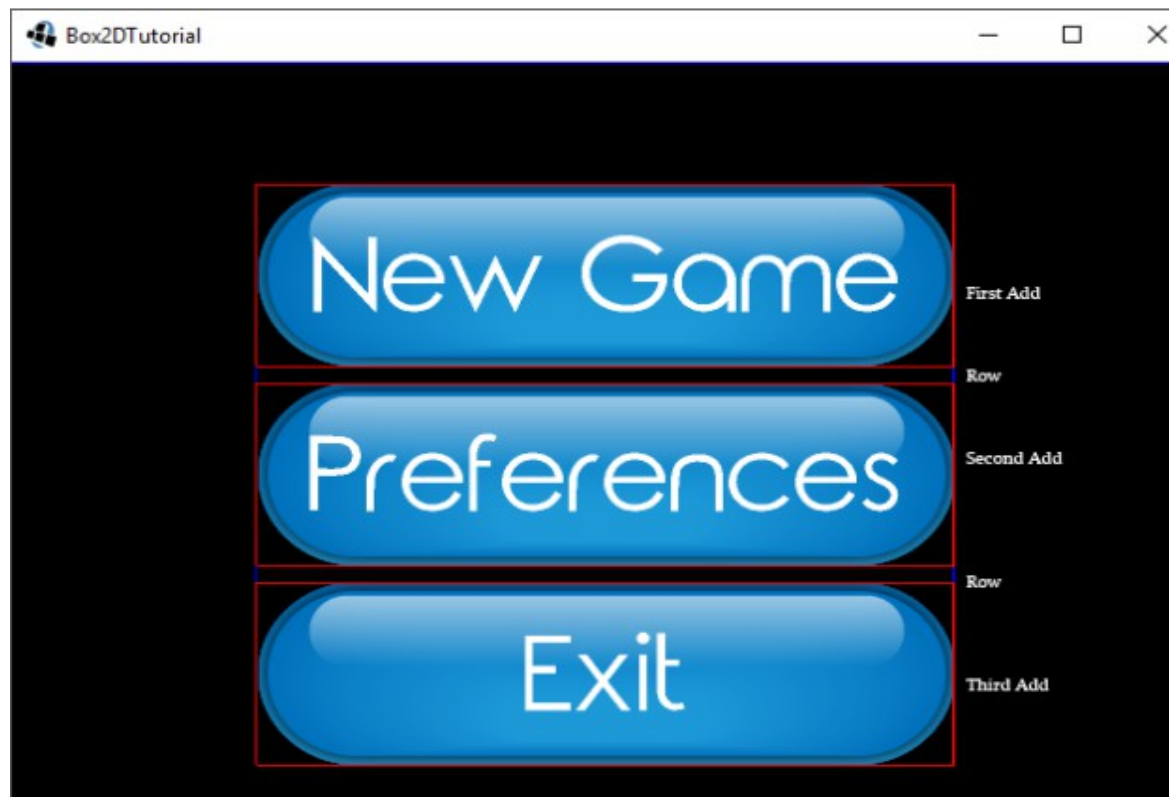 Box2DTutorial
New Game
First Add
Row
Preferences
Second Add
Row
Exit
Third Add